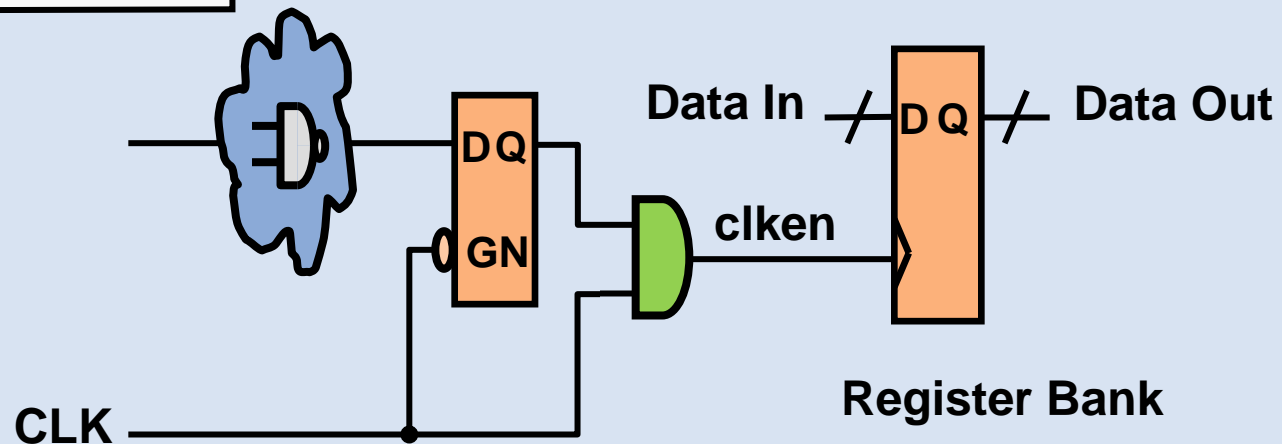 Data In
D Q
Data Out
D Q
GN
clken
Register Bank
CLK